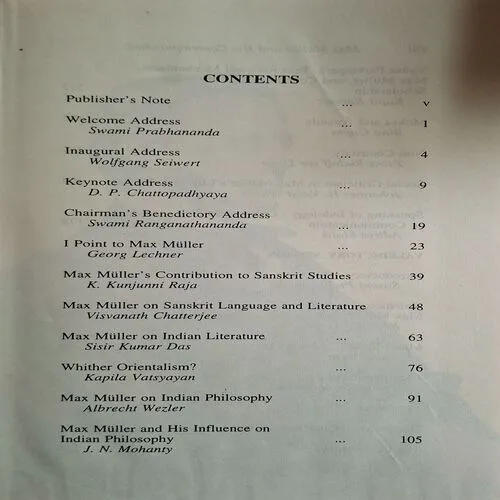 CONTENTS
Publisher's Note ... v
Welcome Address ... 1
Swami Prabhananda
Inaugural Address ... 4
Wolfgang Seiwert
Keynote Address ... 9
D. P. Chattopadhyaya
Chairman's Benedictory Address
Swami Ranganathananda ... 19
I Point to Max Müller ... 23
Georg Lechner
Max Müller's Contribution to Sanskrit Studies 39
K. Kunjunni Raja
Max Müller on Sanskrit Language and Literature 48
Visvanath Chatterjee
Max Müller on Indian Literature ... 63
Sisir Kumar Das
Whither Orientalism? ... 76
Kapila Vatsyayan
Max Müller on Indian Philosophy ... 91
Albrecht Wezler
Max Müller and His Influence on
Indian Philosophy ... 105
J. N. Mohanty